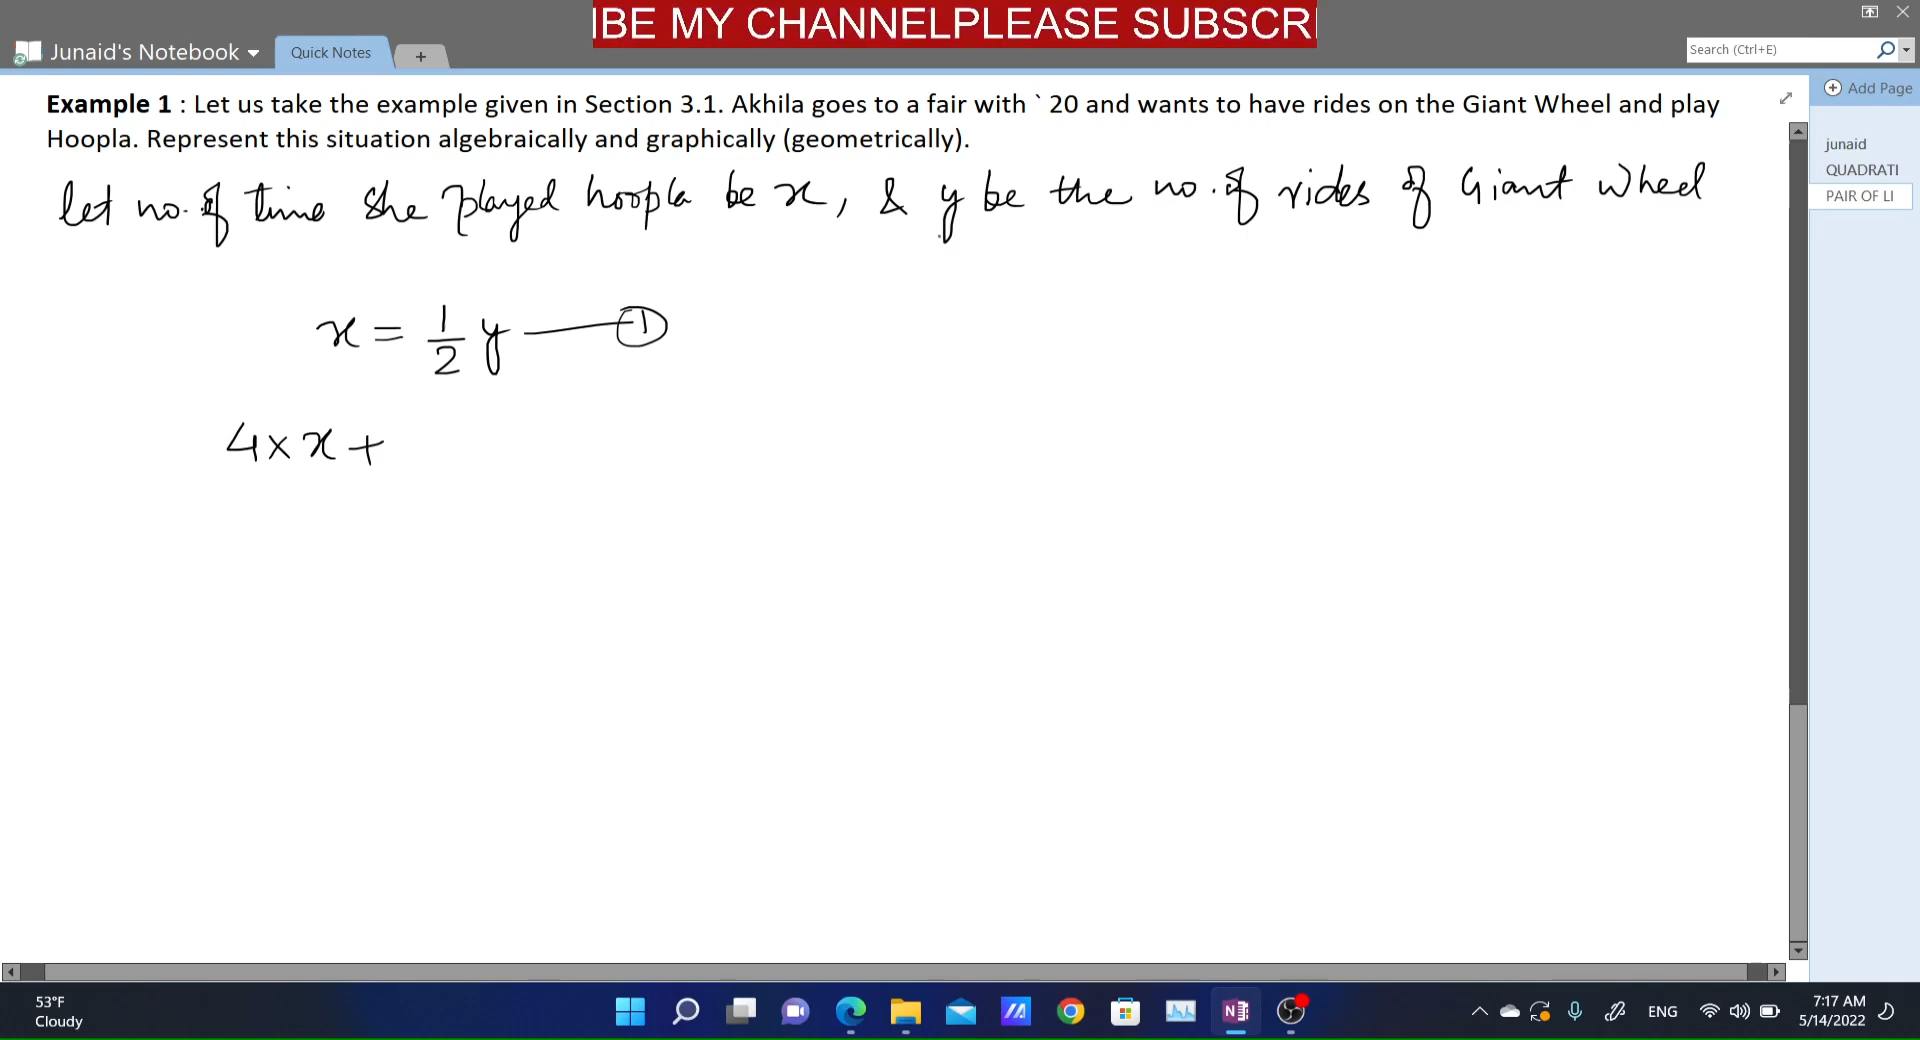 IBE MY CHANNELPLEASE SUBSCRI
Junaid's Notebook
Quick Notes
+
Search (Ctrl+E)
Add Page
junaid
QUADRATI
PAIR OF LI
Example 1 : Let us take the example given in Section 3.1. Akhila goes to a fair with ` 20 and wants to have rides on the Giant Wheel and play
Hoopla. Represent this situation algebraically and graphically (geometrically).
let no. of time she played hoopla be x, & y be the no. of rides of Giant Wheel
x = 1/2 y — ①
4 × x +
53°F
Cloudy
ENG
7:17 AM
5/14/2022